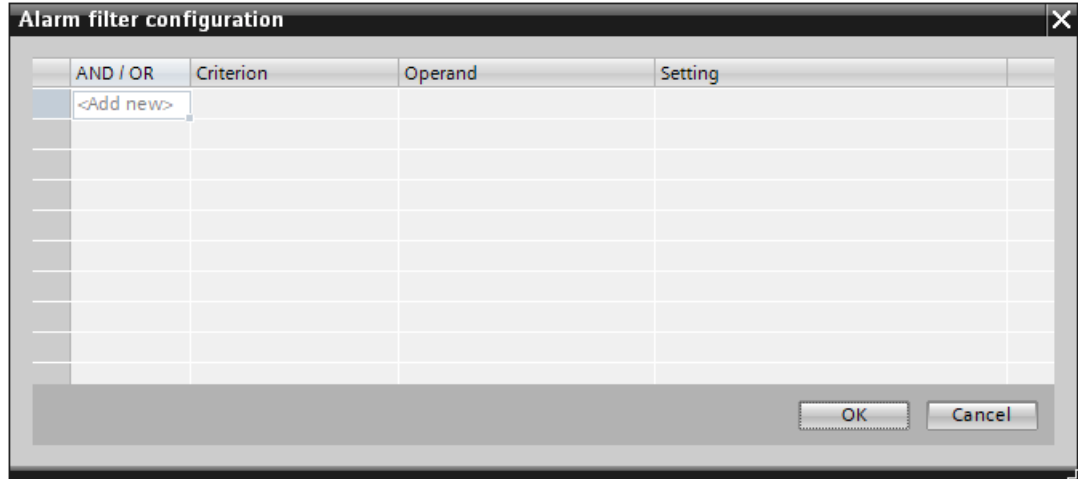 Alarm filter configuration
AND / OR Criterion Operand Setting
<Add new>
OK Cancel